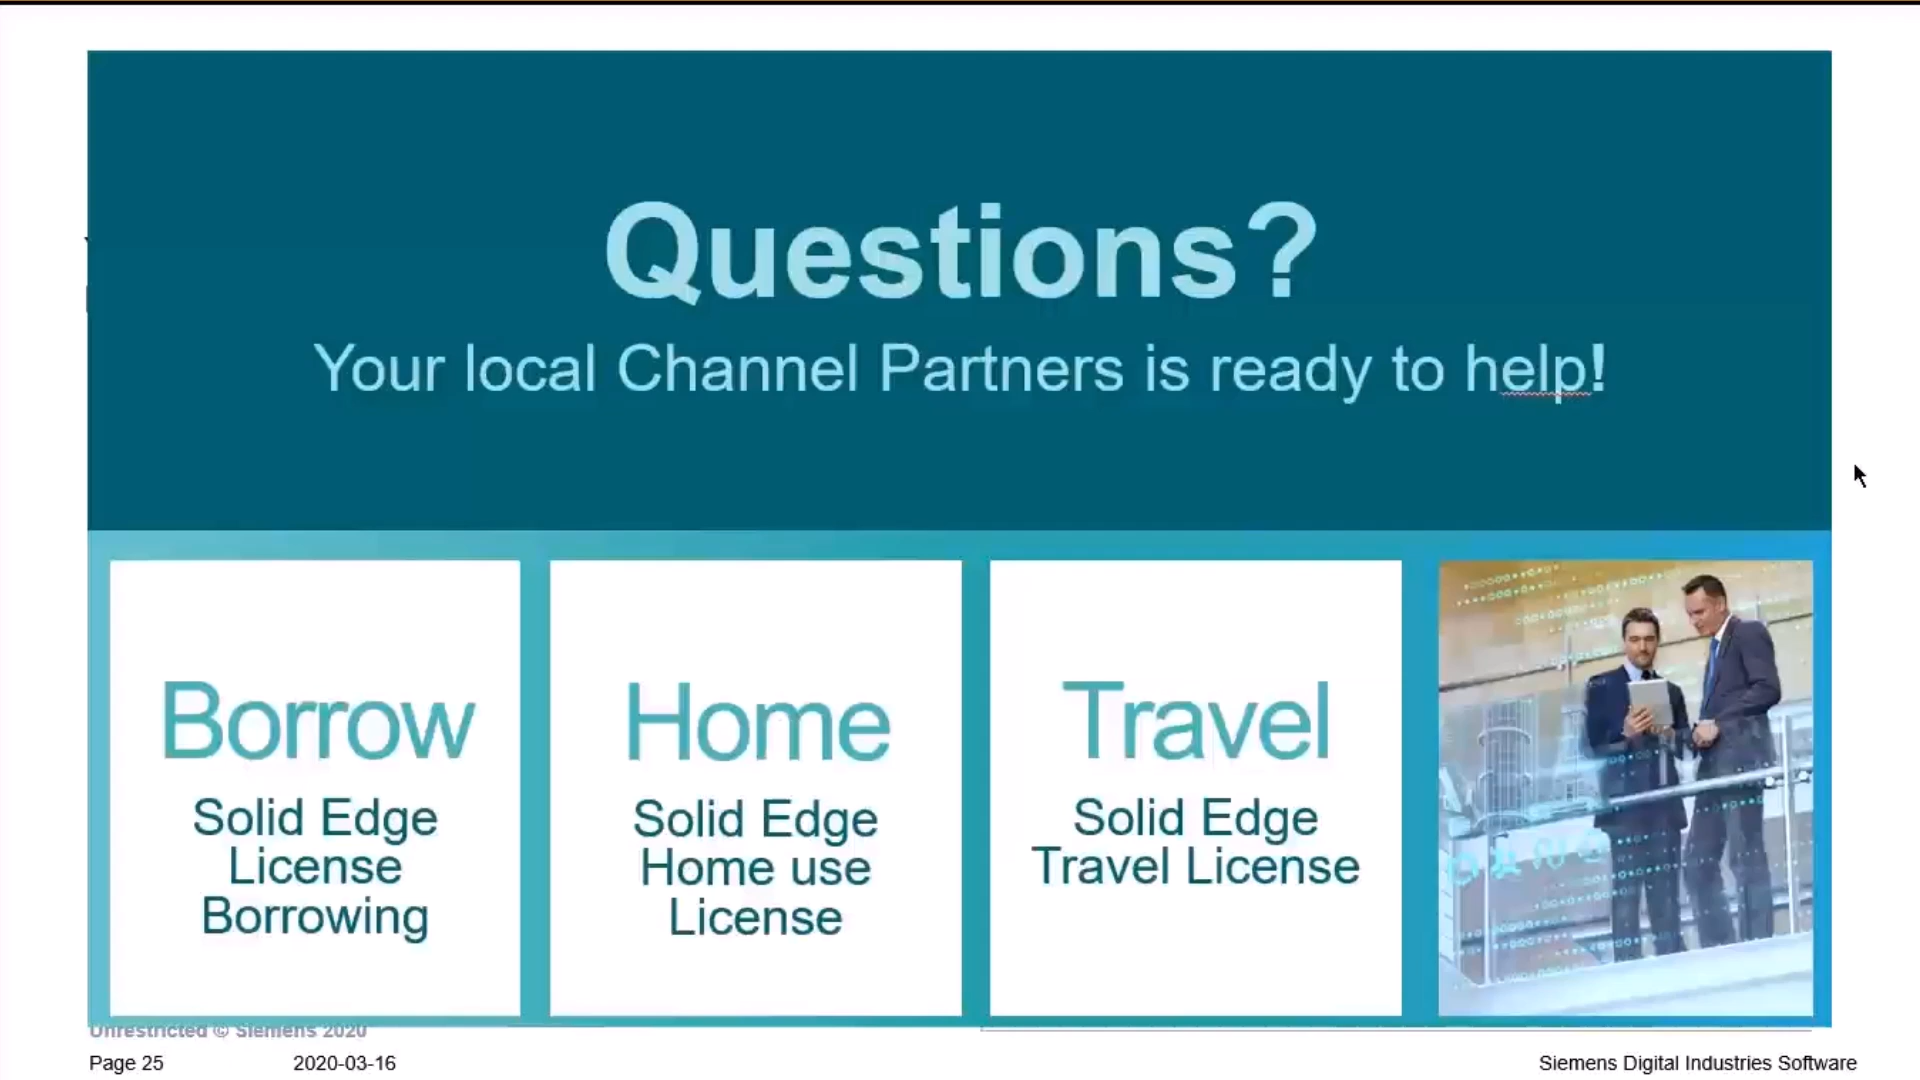 Questions?
Your local Channel Partners is ready to help!
Borrow
Solid Edge
License
Borrowing
Home
Solid Edge
Home use
License
Travel
Solid Edge
Travel License
Unrestricted © Siemens 2020
Page 25
2020-03-16
Siemens Digital Industries Software